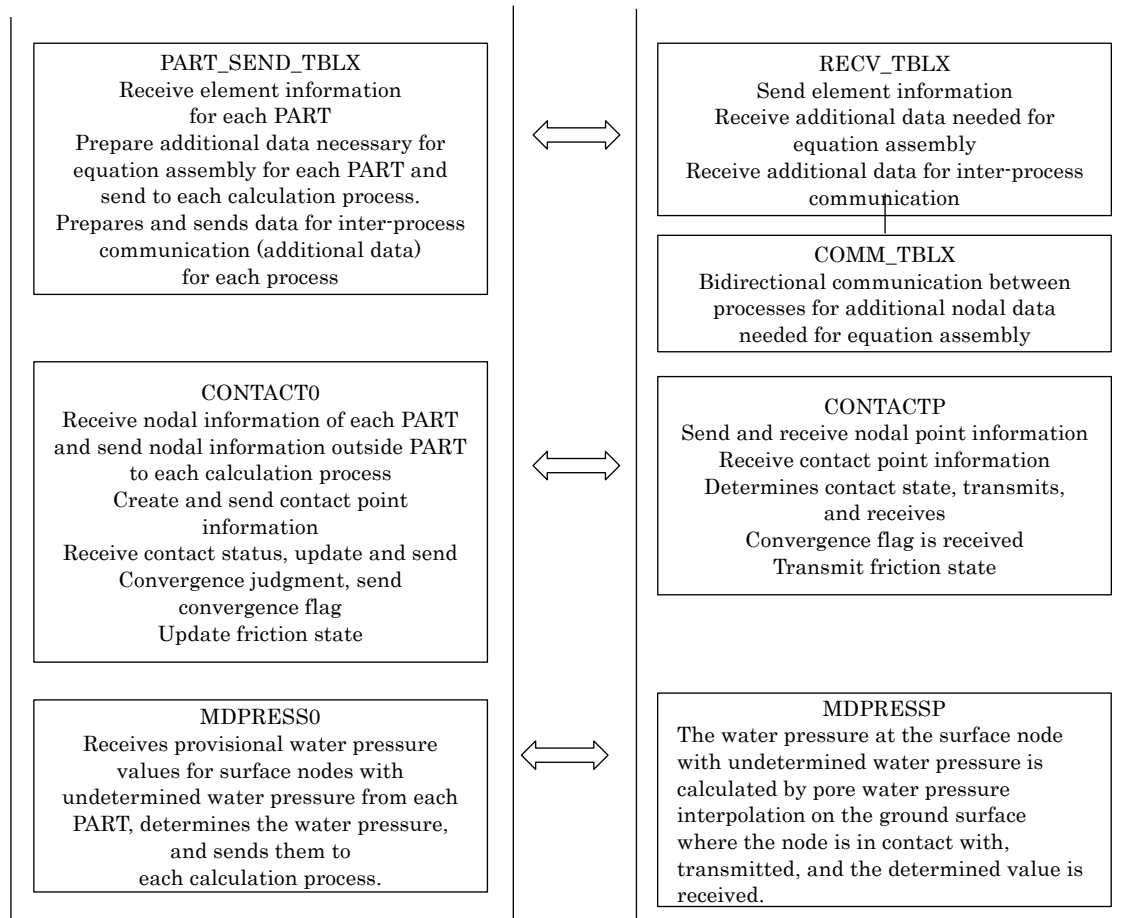 PART_SEND_TBLX
Receive element information
for each PART
Prepare additional data necessary for
equation assembly for each PART and
send to each calculation process.
Prepares and sends data for inter-process
communication (additional data)
for each process
RECV_TBLX
Send element information
Receive additional data needed for
equation assembly
Receive additional data for inter-process
communication
COMM_TBLX
Bidirectional communication between
processes for additional nodal data
needed for equation assembly
CONTACT0
Receive nodal information of each PART
and send nodal information outside PART
to each calculation process
Create and send contact point
information
Receive contact status, update and send
Convergence judgment, send
convergence flag
Update friction state
CONTACTP
Send and receive nodal point information
Receive contact point information
Determines contact state, transmits,
and receives
Convergence flag is received
Transmit friction state
MDPRESS0
Receives provisional water pressure
values for surface nodes with
undetermined water pressure from each
PART, determines the water pressure,
and sends them to
each calculation process.
MDPRESSP
The water pressure at the surface node
with undetermined water pressure is
calculated by pore water pressure
interpolation on the ground surface
where the node is in contact with,
transmitted, and the determined value is
received.